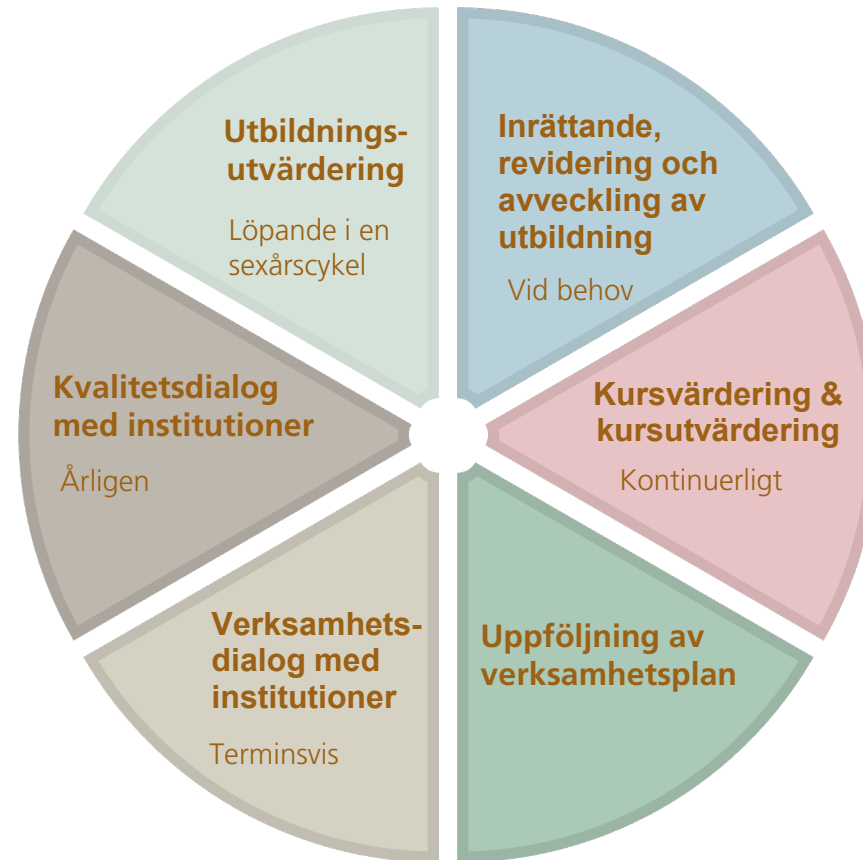 Utbildnings-
utvärdering
Löpande i en
sexårscykel
Inrättande,
revidering och
avveckling av
utbildning
Vid behov
Kvalitetsdialog
med institutioner
Årligen
Kursvärdering &
kursutvärdering
Kontinuerligt
Verksamhets-
dialog med
institutioner
Terminsvis
Uppföljning av
verksamhetsplan